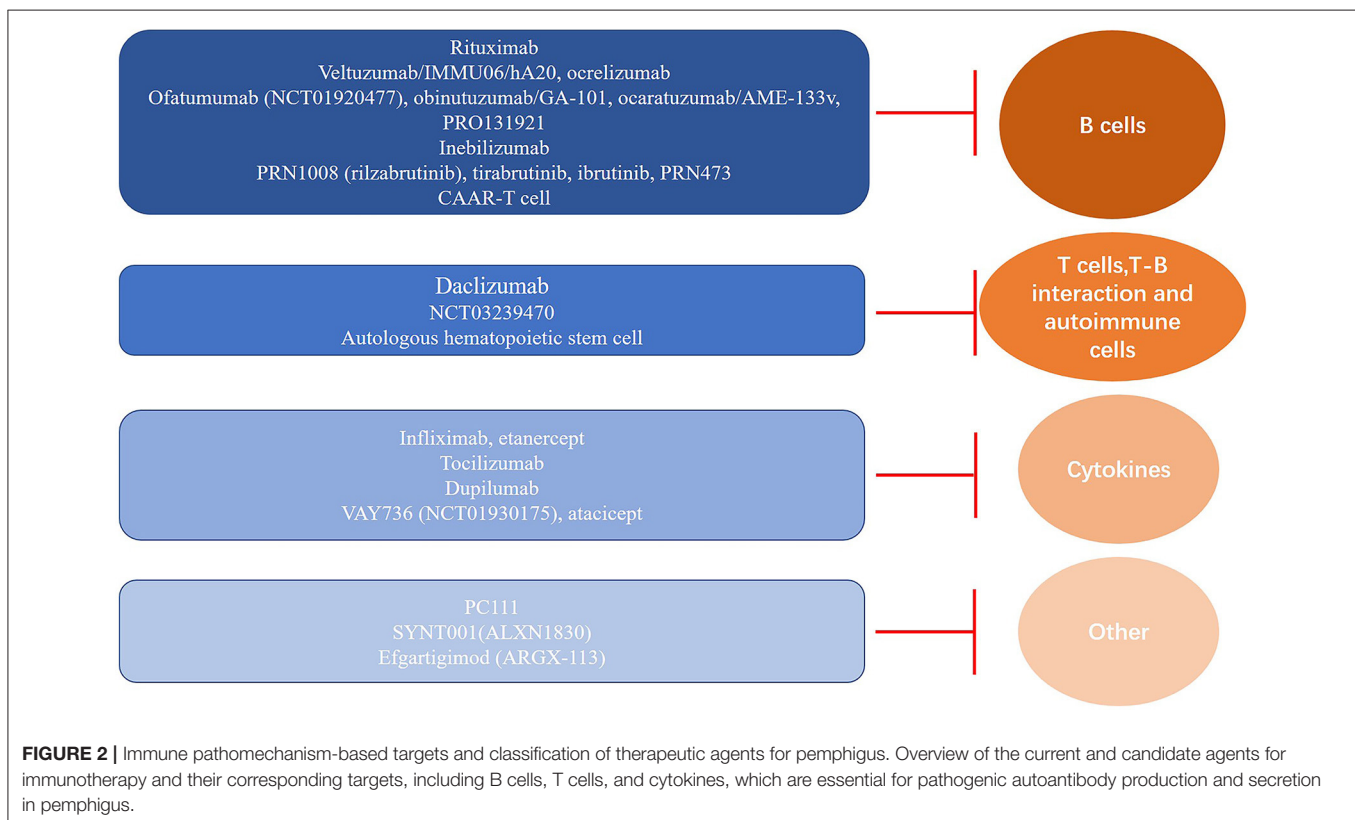 Rituximab
Veltuzumab/IMMU06/hA20, ocrelizumab
Ofatumumab (NCT01920477), obinutuzumab/GA-101, ocaratuzumab/AME-133v,
PRO131921
Inebilizumab
PRN1008 (rilzabrutinib), tirabrutinib, ibrutinib, PRN473
CAAR-T cell
B cells
Daclizumab
NCT03239470
Autologous hematopoietic stem cell
T cells,T-B
interaction and
autoimmune
cells
Infliximab, etanercept
Tocilizumab
Dupilumab
VAY736 (NCT01930175), atacicept
Cytokines
PC111
SYNT001(ALXN1830)
Efgartigimod (ARGX-113)
Other
FIGURE 2 | Immune pathomechanism-based targets and classification of therapeutic agents for pemphigus. Overview of the current and candidate agents for
immunotherapy and their corresponding targets, including B cells, T cells, and cytokines, which are essential for pathogenic autoantibody production and secretion
in pemphigus.